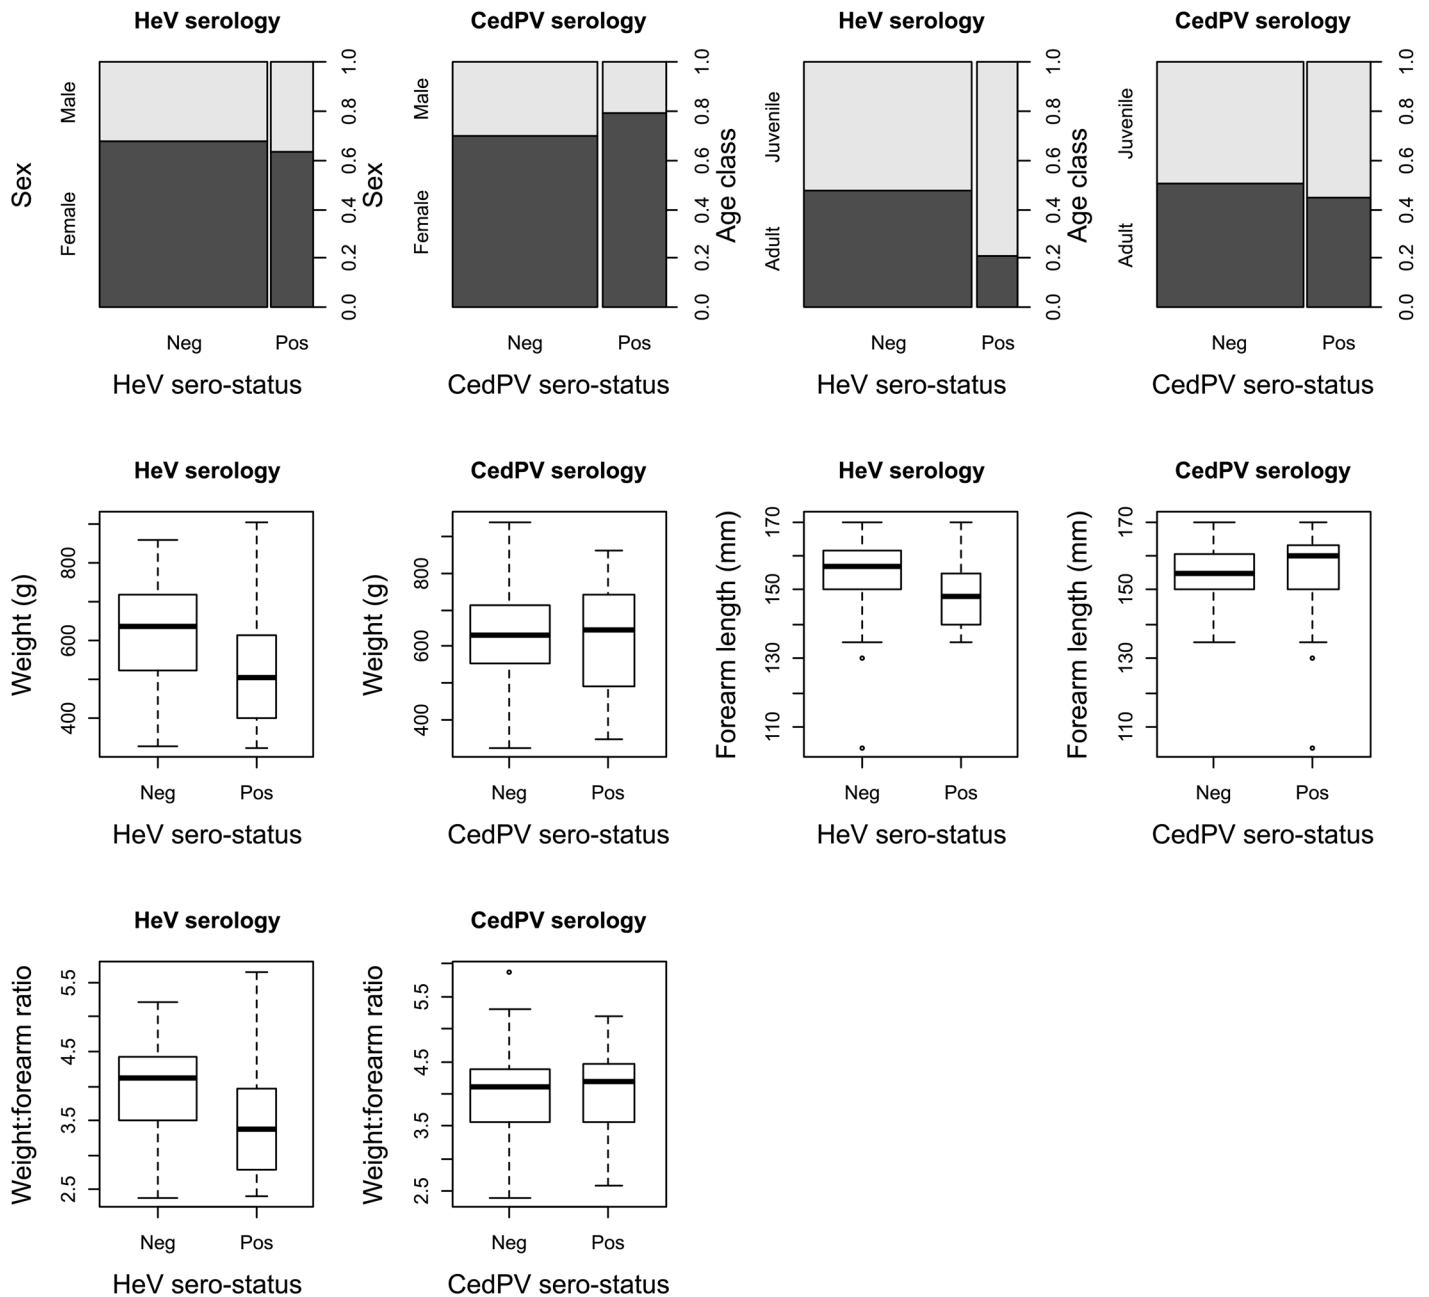 HeV serology
CedPV serology
HeV serology
CedPV serology
Sex
Female
Male
0.0 0.2 0.4 0.6 0.8 1.0
Neg Pos
HeV sero-status
Sex
Female
Male
0.0 0.2 0.4 0.6 0.8 1.0
Neg Pos
CedPV sero-status
Age class
Adult
Juvenile
0.0 0.2 0.4 0.6 0.8 1.0
Neg Pos
HeV sero-status
Age class
Adult
Juvenile
0.0 0.2 0.4 0.6 0.8 1.0
Neg Pos
CedPV sero-status
HeV serology
CedPV serology
HeV serology
CedPV serology
Weight (g)
400 600 800
Neg Pos
HeV sero-status
Weight (g)
400 600 800
Neg Pos
CedPV sero-status
Forearm length (mm)
110 130 150 170
Neg Pos
HeV sero-status
Forearm length (mm)
110 130 150 170
Neg Pos
CedPV sero-status
HeV serology
CedPV serology
Weight:forearm ratio
2.5 3.5 4.5 5.5
Neg Pos
HeV sero-status
Weight:forearm ratio
2.5 3.5 4.5 5.5
Neg Pos
CedPV sero-status